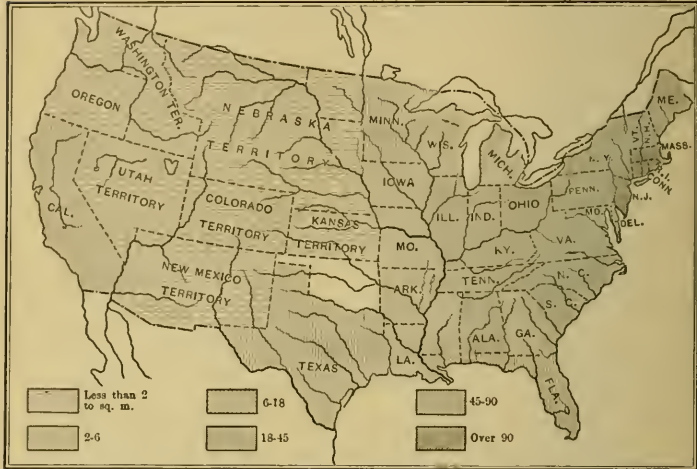 WASHINGTON TER.
OREGON
NEBRASKA
TERRITORY
MINN.
WIS.
MICH.
ME.
VT.
N.H.
MASS.
R.I.
CONN.
N.Y.
IOWA
UTAH
TERRITORY
CAL.
COLORADO
TERRITORY
KANSAS
TERRITORY
ILL.
IND.
OHIO
PENN.
N.J.
MD.
DEL.
MO.
KY.
VA.
NEW MEXICO
TERRITORY
ARK.
TENN.
N. C.
S. C.
TEXAS
LA.
ALA.
GA.
FLA.
Less than 2
to sq. m.
6-18
45-90
2-6
18-45
Over 90